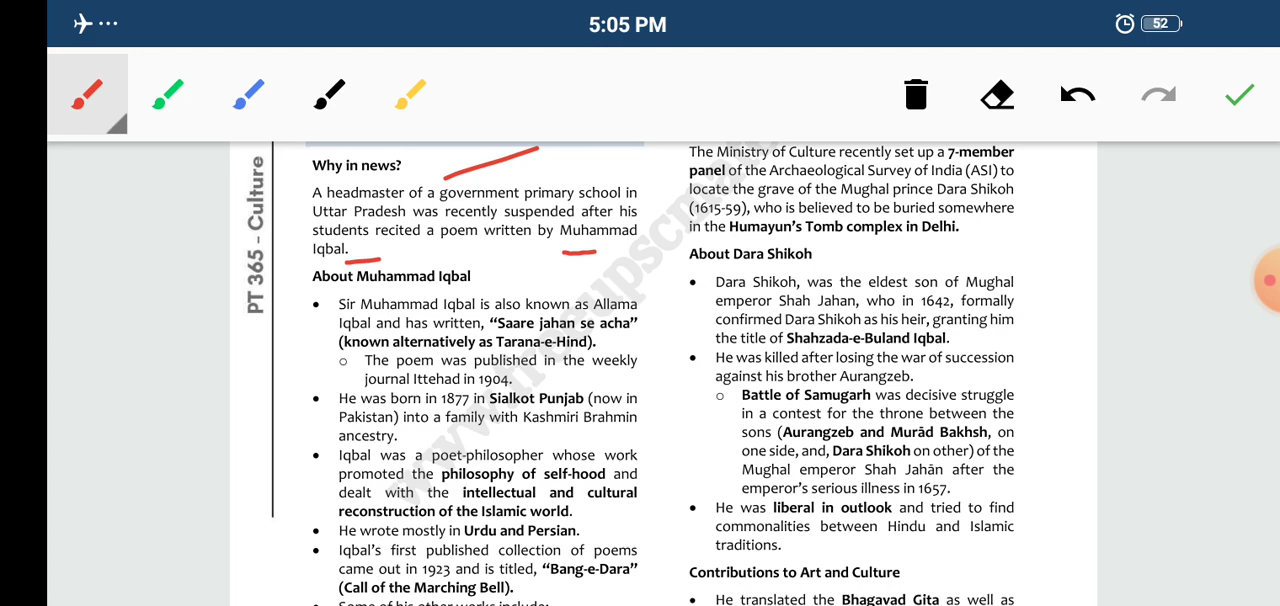 5:05 PM
52
PT 365 - Culture
Why in news?
A headmaster of a government primary school in
Uttar Pradesh was recently suspended after his
students recited a poem written by Muhammad
Iqbal.
About Muhammad Iqbal
• Sir Muhammad Iqbal is also known as Allama
Iqbal and has written, “Saare jahan se acha”
(known alternatively as Tarana-e-Hind).
o The poem was published in the weekly
journal Ittehad in 1904.
• He was born in 1877 in Sialkot Punjab (now in
Pakistan) into a family with Kashmiri Brahmin
ancestry.
• Iqbal was a poet-philosopher whose work
promoted the philosophy of self-hood and
dealt with the intellectual and cultural
reconstruction of the Islamic world.
• He wrote mostly in Urdu and Persian.
• Iqbal’s first published collection of poems
came out in 1923 and is titled, “Bang-e-Dara”
(Call of the Marching Bell).
• Some of his other works include:
The Ministry of Culture recently set up a 7-member
panel of the Archaeological Survey of India (ASI) to
locate the grave of the Mughal prince Dara Shikoh
(1615-59), who is believed to be buried somewhere
in the Humayun’s Tomb complex in Delhi.
About Dara Shikoh
• Dara Shikoh, was the eldest son of Mughal
emperor Shah Jahan, who in 1642, formally
confirmed Dara Shikoh as his heir, granting him
the title of Shahzada-e-Buland Iqbal.
• He was killed after losing the war of succession
against his brother Aurangzeb.
o Battle of Samugarh was decisive struggle
in a contest for the throne between the
sons (Aurangzeb and Murād Bakhsh, on
one side, and, Dara Shikoh on other) of the
Mughal emperor Shah Jahān after the
emperor’s serious illness in 1657.
• He was liberal in outlook and tried to find
commonalities between Hindu and Islamic
traditions.
Contributions to Art and Culture
• He translated the Bhagavad Gita as well as